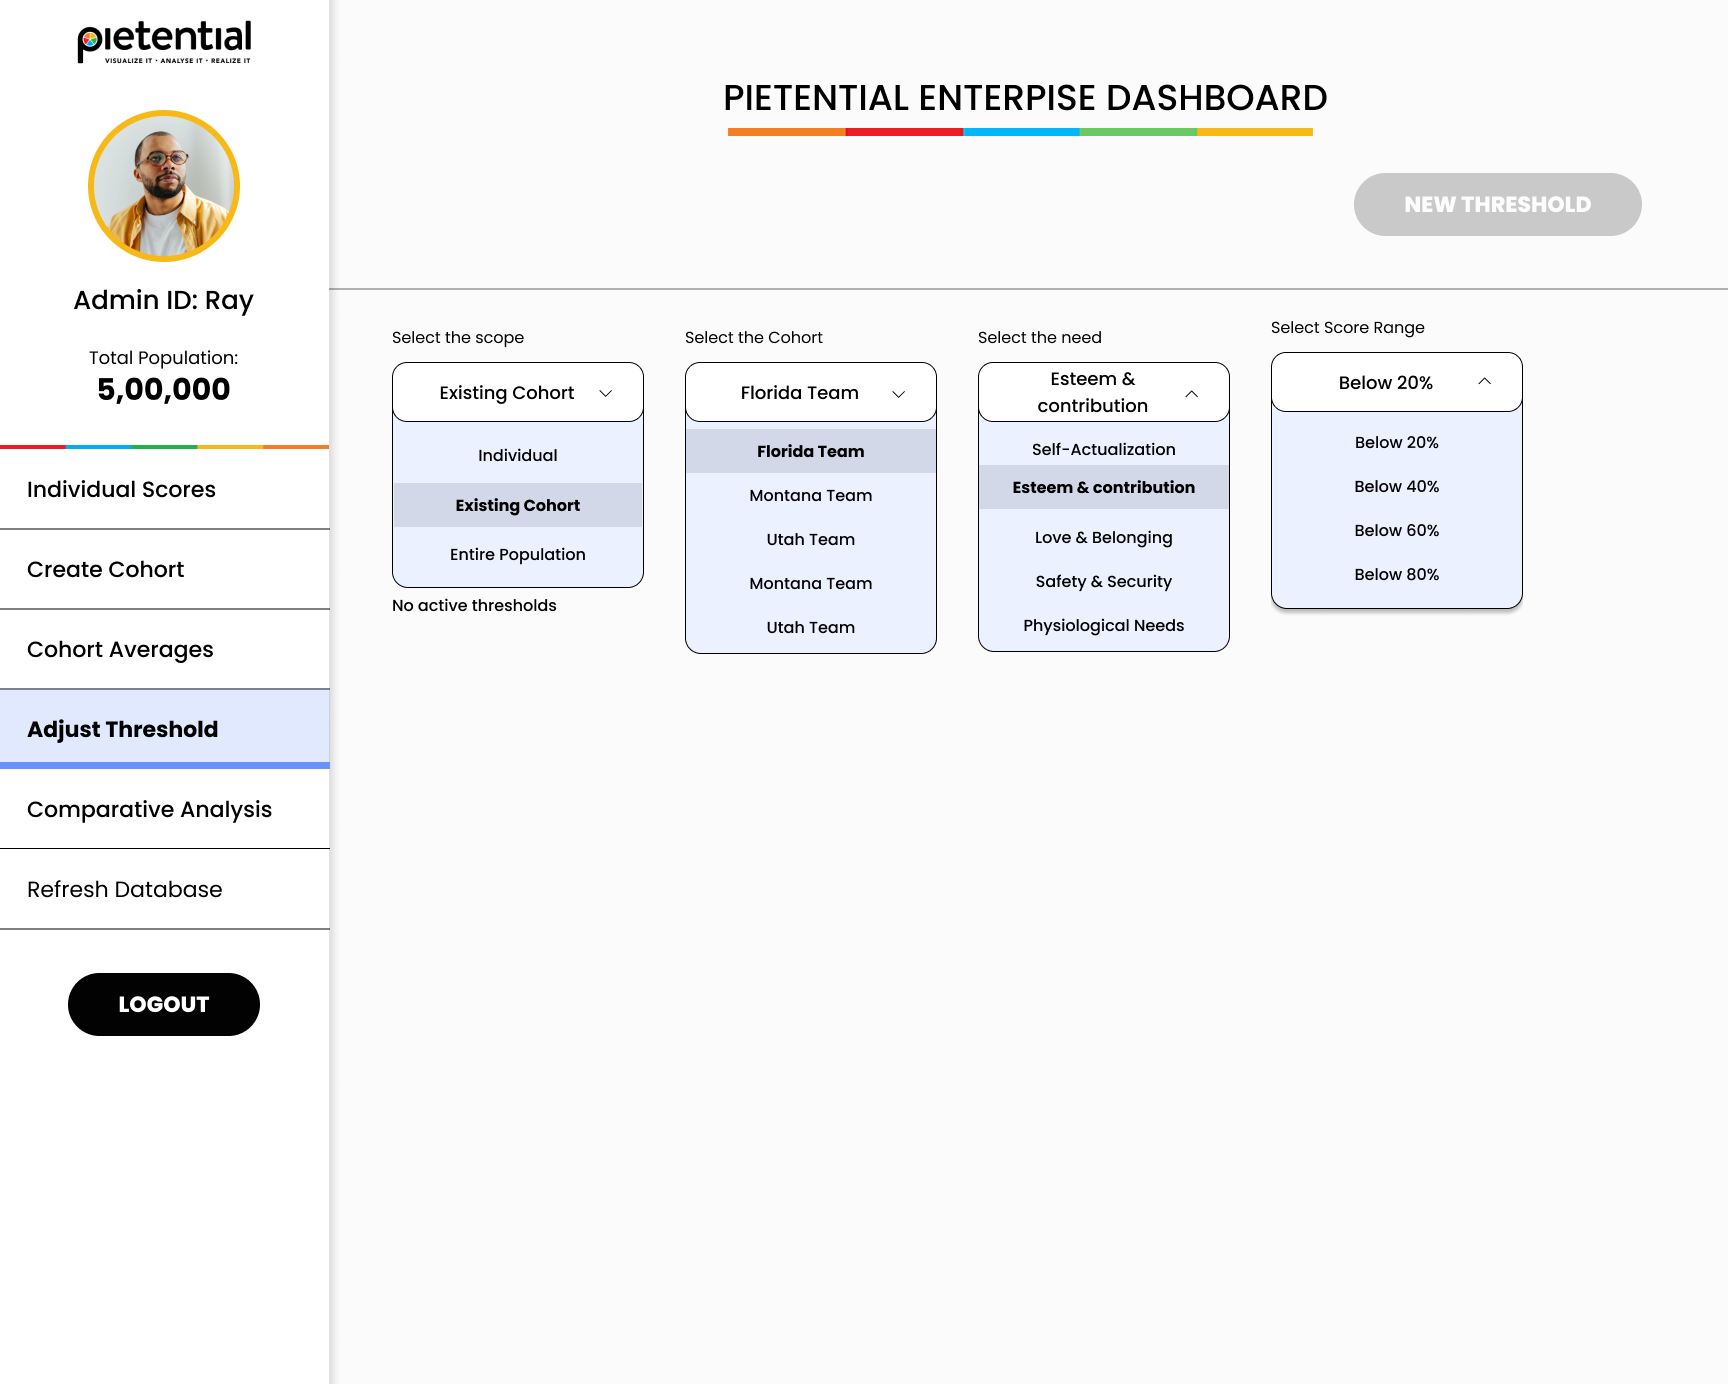 pietential
VISUALIZE IT • ANALYSE IT • REALIZE IT
Admin ID: Ray
Total Population:
5,00,000
Individual Scores
Create Cohort
Cohort Averages
Adjust Threshold
Comparative Analysis
Refresh Database
LOGOUT
PIETENTIAL ENTERPISE DASHBOARD
NEW THRESHOLD
Select the scope
Existing Cohort
Individual
Existing Cohort
Entire Population
No active thresholds
Select the Cohort
Florida Team
Florida Team
Montana Team
Utah Team
Montana Team
Utah Team
Select the need
Esteem &
contribution
Self-Actualization
Esteem & contribution
Love & Belonging
Safety & Security
Physiological Needs
Select Score Range
Below 20%
Below 20%
Below 40%
Below 60%
Below 80%